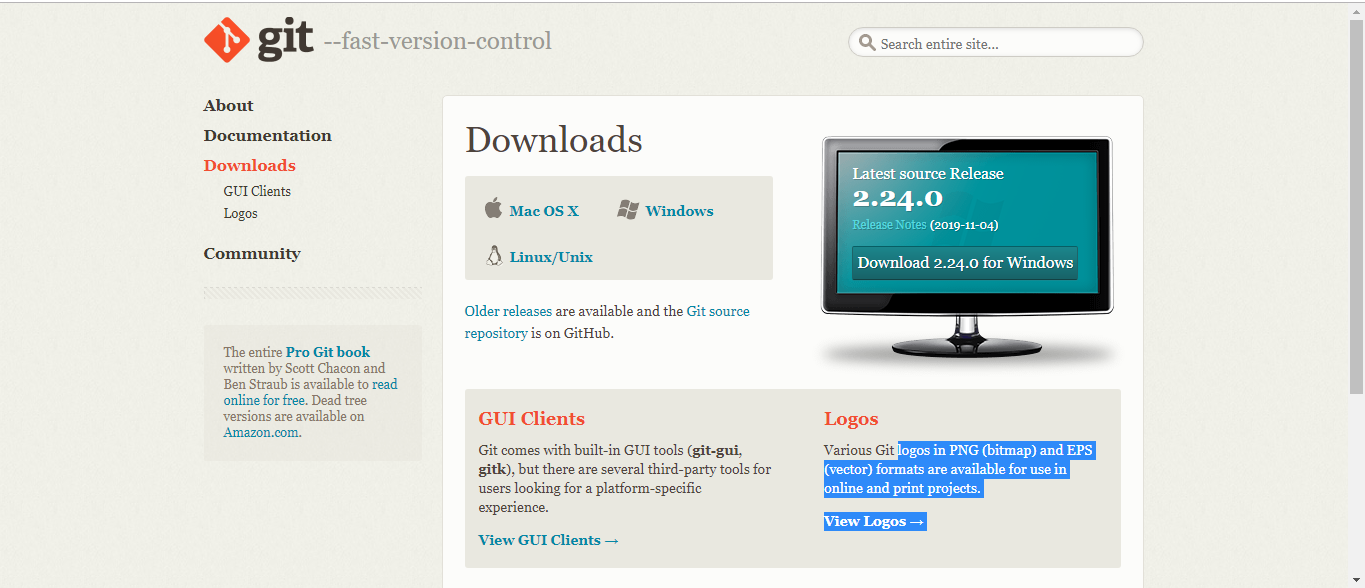 git --fast-version-control
Search entire site...
About
Documentation
Downloads
GUI Clients
Logos
Community
The entire Pro Git book
written by Scott Chacon and
Ben Straub is available to read
online for free. Dead tree
versions are available on
Amazon.com.
Downloads
Mac OS X
Windows
Linux/Unix
Older releases are available and the Git source
repository is on GitHub.
Latest source Release
2.24.0
Release Notes (2019-11-04)
Download 2.24.0 for Windows
GUI Clients
Git comes with built-in GUI tools (git-gui,
gitk), but there are several third-party tools for
users looking for a platform-specific
experience.
View GUI Clients →
Logos
Various Git logos in PNG (bitmap) and EPS
(vector) formats are available for use in
online and print projects.
View Logos →